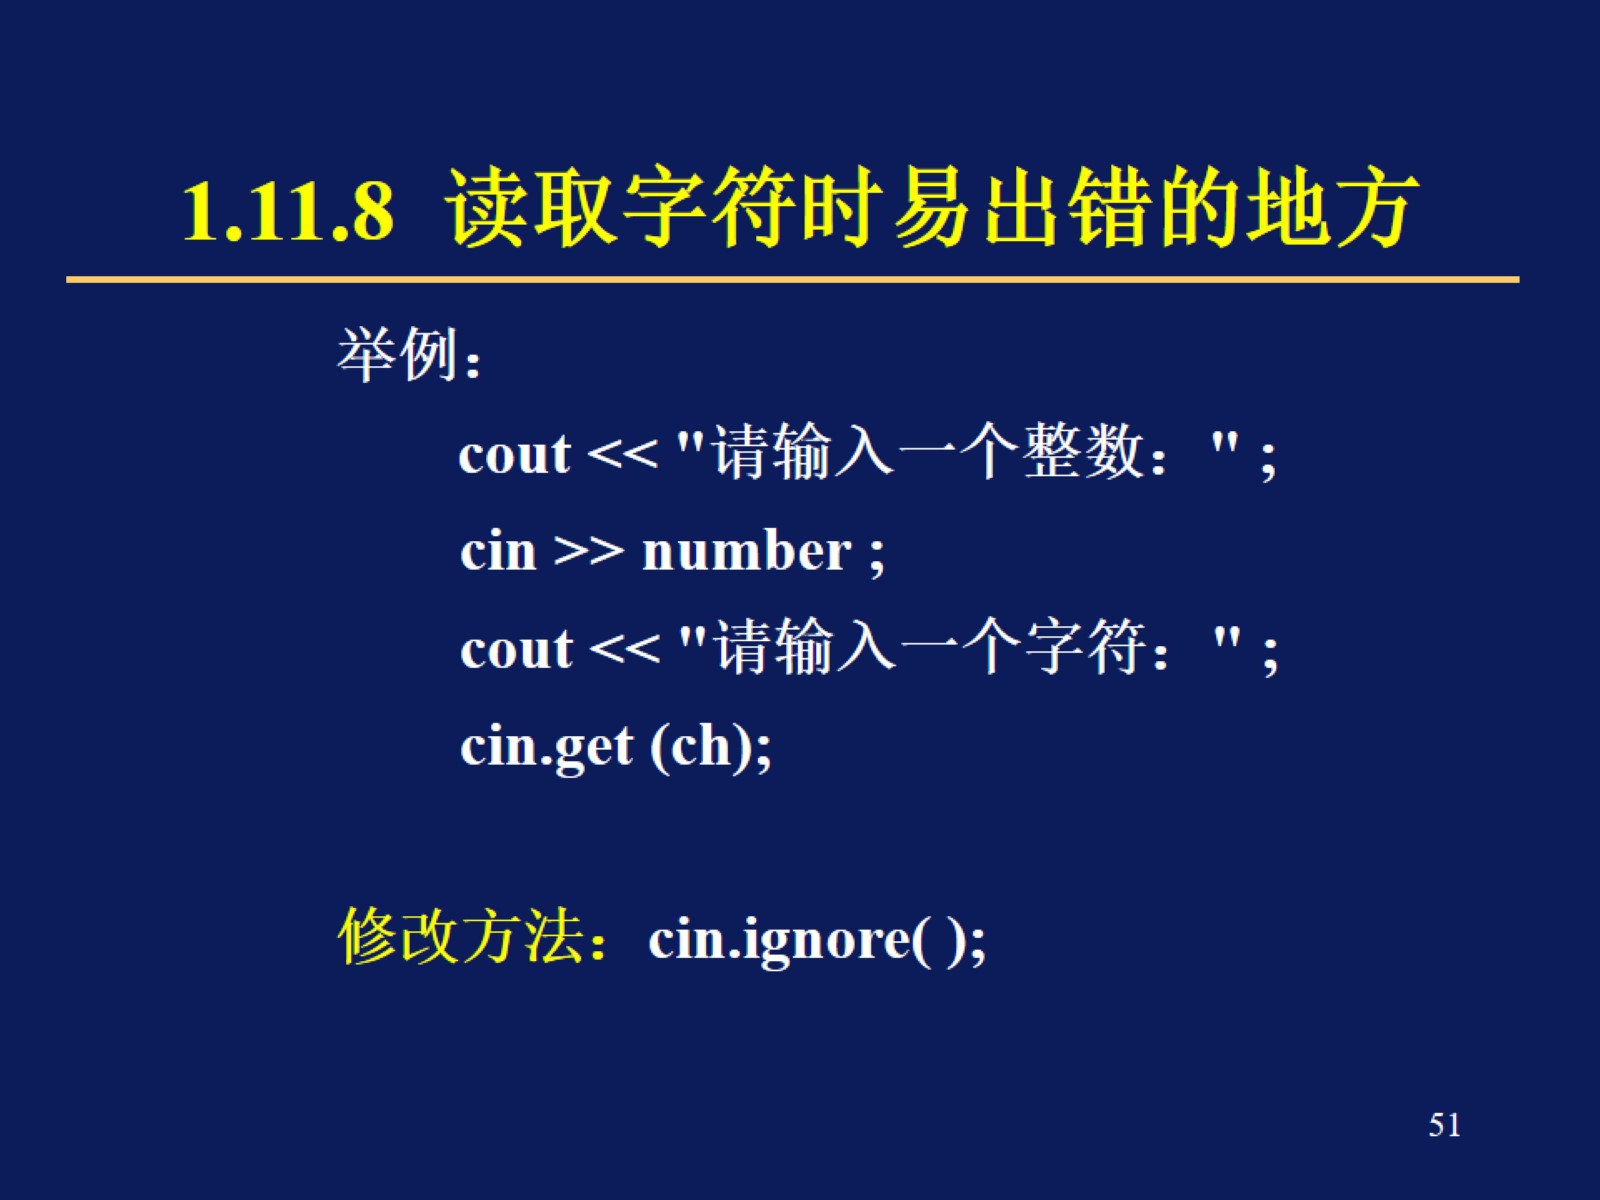 1.11.8 读取字符时易出错的地方
举例：
cout << "请输入一个整数：" ;
cin >> number ;
cout << "请输入一个字符：" ;
cin.get (ch);
修改方法：cin.ignore( );
51